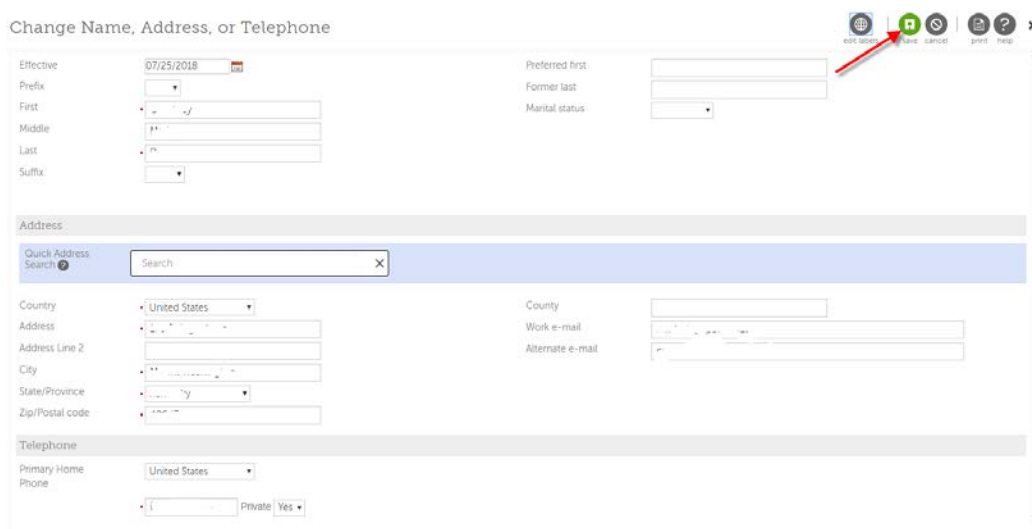 Change Name, Address, or Telephone
edit labels save cancel print help
Effective 07/25/2018 Preferred first
Prefix Former last
First Marital status
Middle
Last
Suffix
Address
Quick Address Search
Search
Country United States County
Address Work e-mail
Address Line 2 Alternate e-mail
City
State/Province
Zip/Postal code
Telephone
Primary Home Phone United States
Private Yes